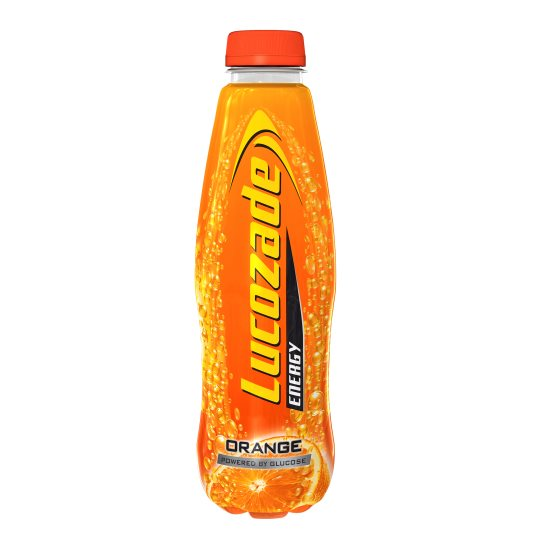 Lucozade
ENERGY
ORANGE
POWERED BY GLUCOSE